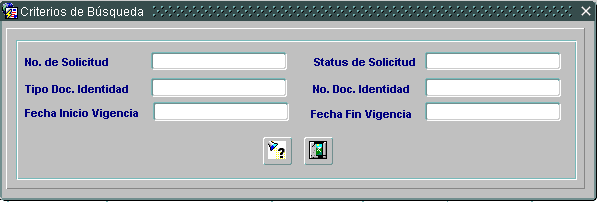 Criterios de Búsqueda
No. de Solicitud Status de Solicitud
Tipo Doc. Identidad No. Doc. Identidad
Fecha Inicio Vigencia Fecha Fin Vigencia
?